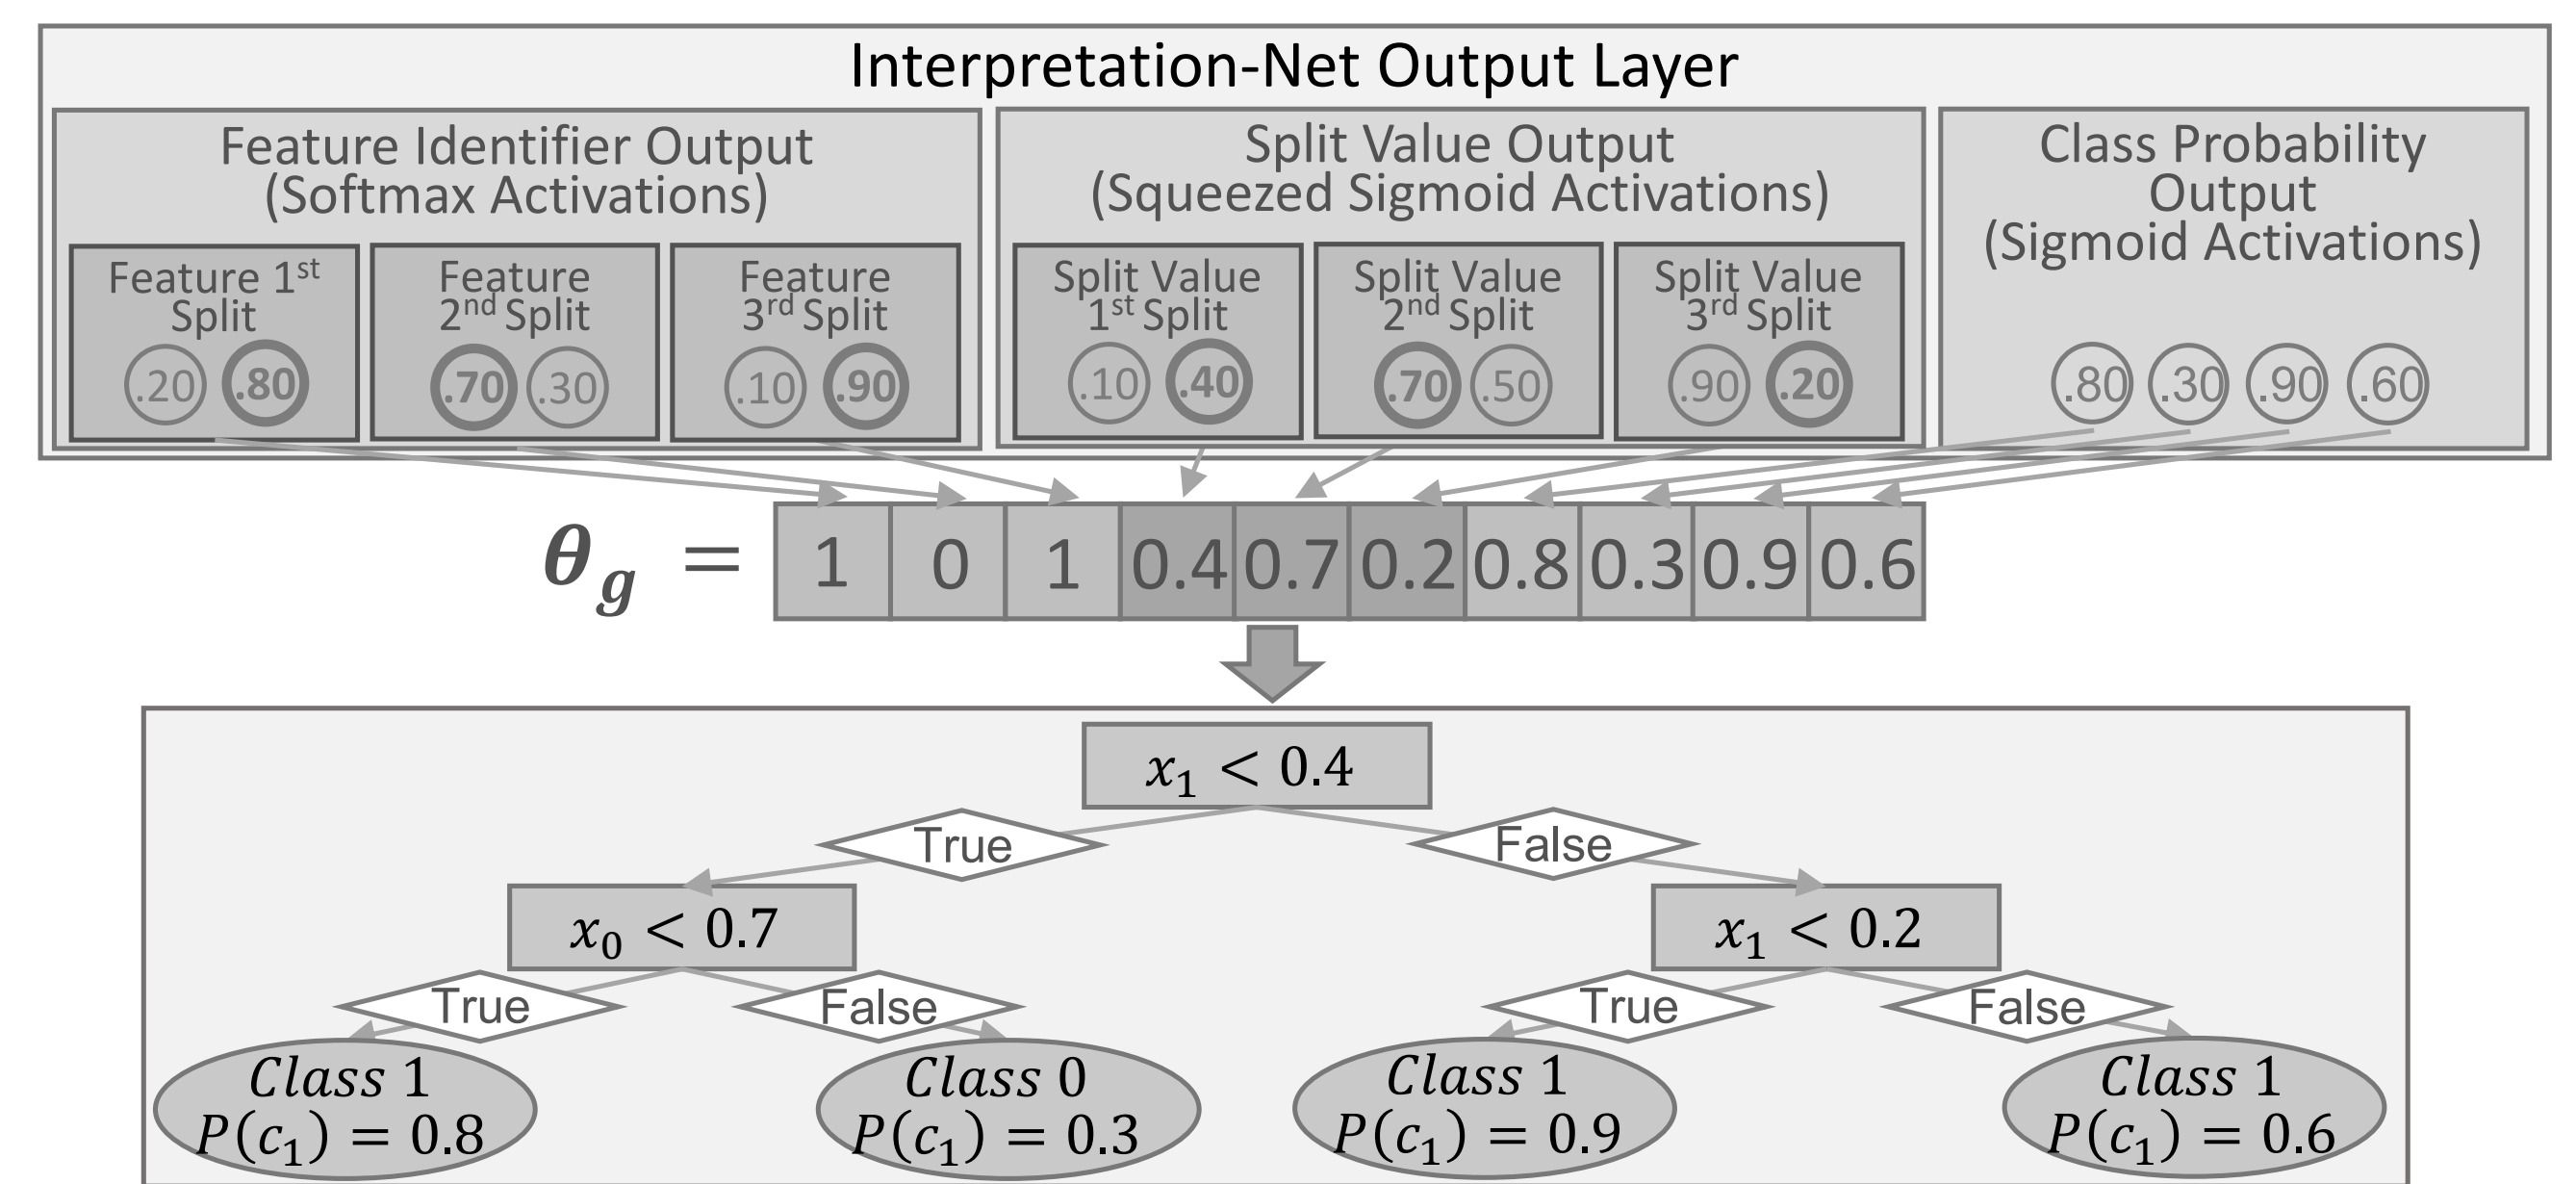 Interpretation-Net Output Layer
Feature Identifier Output
(Softmax Activations)
Feature 1st
Split
.20 .80
Feature
2nd Split
.70 .30
Feature
3rd Split
.10 .90
Split Value Output
(Squeezed Sigmoid Activations)
Split Value
1st Split
.10 .40
Split Value
2nd Split
.70 .50
Split Value
3rd Split
.90 .20
Class Probability
Output
(Sigmoid Activations)
.80 .30 .90 .60
θg = 1 0 1 0.4 0.7 0.2 0.8 0.3 0.9 0.6
x1 < 0.4
True False
x0 < 0.7 x1 < 0.2
True False True False
Class 1
P(c1) = 0.8
Class 0
P(c1) = 0.3
Class 1
P(c1) = 0.9
Class 1
P(c1) = 0.6